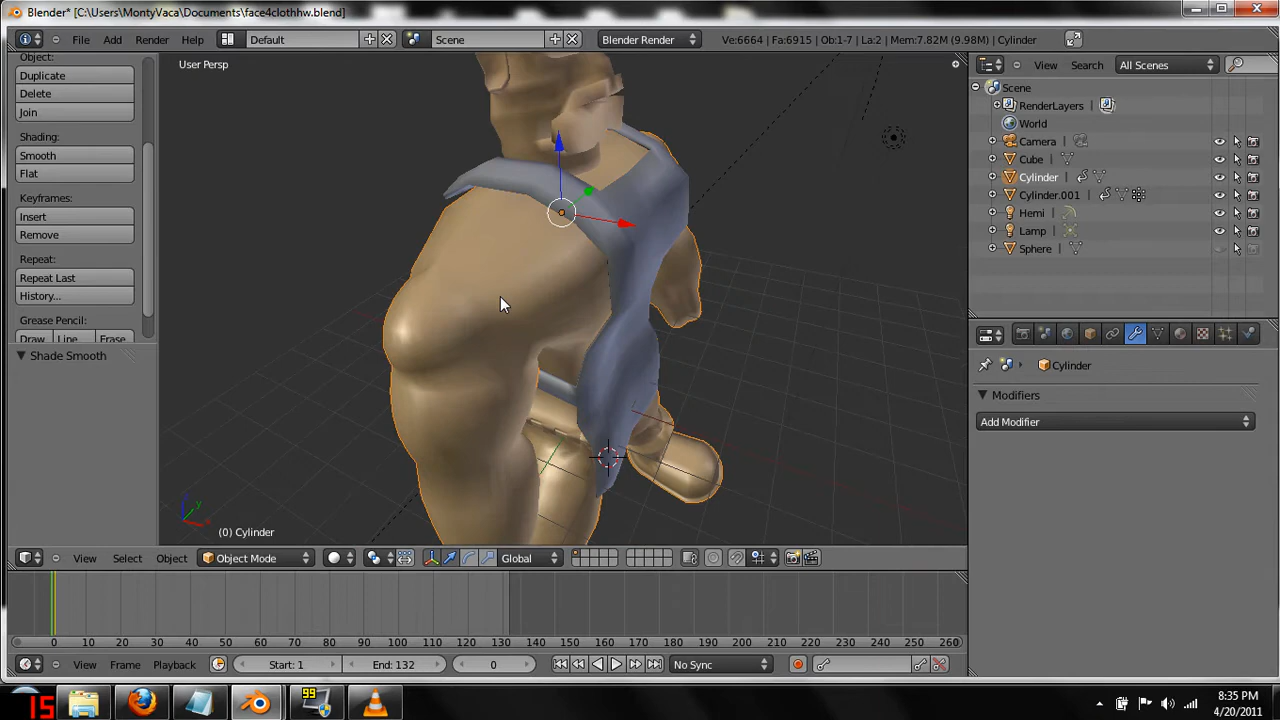 Blender* [C:\Users\MontyVaca\Documents\face4clothhw.blend]
File Add Render Help Default Scene Blender Render Ve:6664 | Fa:6915 | Ob:1-7 | La:2 | Mem:7.82M (9.98M) | Cylinder
Object:
Duplicate
Delete
Join
Shading:
Smooth
Flat
Keyframes:
Insert
Remove
Repeat:
Repeat Last
History...
Grease Pencil:
Draw Line Erase
Shade Smooth
User Persp
z y x
(0) Cylinder
View Select Object Object Mode Global
0 10 20 30 40 50 60 70 80 90 100 110 120 130 140 150 160 170 180 190 200 210 220 230 240 250 260
View Frame Playback Start: 1 End: 132 0 No Sync
View Search All Scenes
Scene
RenderLayers
World
Camera
Cube
Cylinder
Cylinder.001
Hemi
Lamp
Sphere
Cylinder
Modifiers
Add Modifier
15
99
8:35 PM
4/20/2011